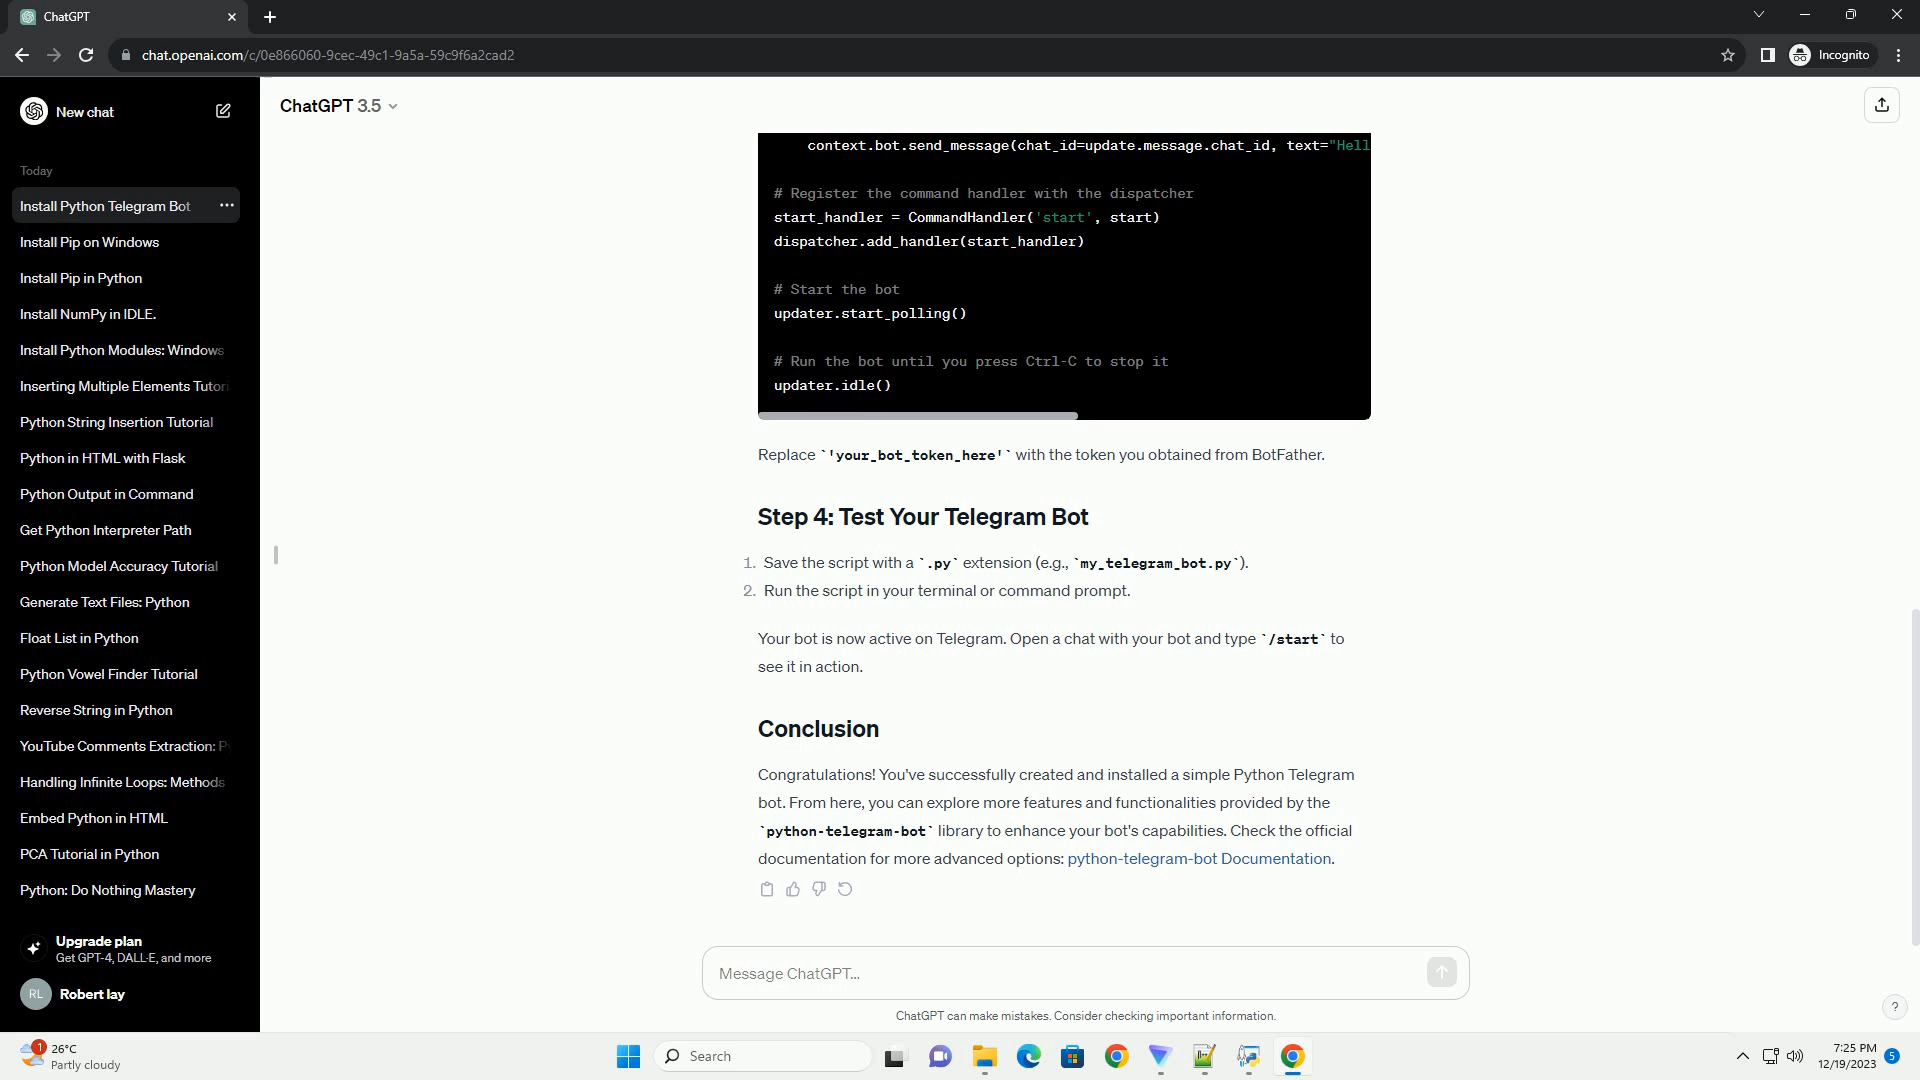 ChatGPT
chat.openai.com/c/0e866060-9cec-49c1-9a5a-59c9f6a2cad2
Incognito
New chat
Today
Install Python Telegram Bot
Install Pip on Windows
Install Pip in Python
Install NumPy in IDLE.
Install Python Modules: Windows
Inserting Multiple Elements Tutori
Python String Insertion Tutorial
Python in HTML with Flask
Python Output in Command
Get Python Interpreter Path
Python Model Accuracy Tutorial
Generate Text Files: Python
Float List in Python
Python Vowel Finder Tutorial
Reverse String in Python
YouTube Comments Extraction: P
Handling Infinite Loops: Methods
Embed Python in HTML
PCA Tutorial in Python
Python: Do Nothing Mastery
Upgrade plan
Get GPT-4, DALL·E, and more
RL
Robert lay
ChatGPT 3.5
context.bot.send_message(chat_id=update.message.chat_id, text="Hell
# Register the command handler with the dispatcher
start_handler = CommandHandler('start', start)
dispatcher.add_handler(start_handler)
# Start the bot
updater.start_polling()
# Run the bot until you press Ctrl-C to stop it
updater.idle()
Replace `'your_bot_token_here'` with the token you obtained from BotFather.
Step 4: Test Your Telegram Bot
1. Save the script with a `.py` extension (e.g., `my_telegram_bot.py`).
2. Run the script in your terminal or command prompt.
Your bot is now active on Telegram. Open a chat with your bot and type `/start` to
see it in action.
Conclusion
Congratulations! You've successfully created and installed a simple Python Telegram
bot. From here, you can explore more features and functionalities provided by the
`python-telegram-bot` library to enhance your bot's capabilities. Check the official
documentation for more advanced options: python-telegram-bot Documentation.
Message ChatGPT...
ChatGPT can make mistakes. Consider checking important information.
?
1
26°C
Partly cloudy
Search
7:25 PM
12/19/2023
5